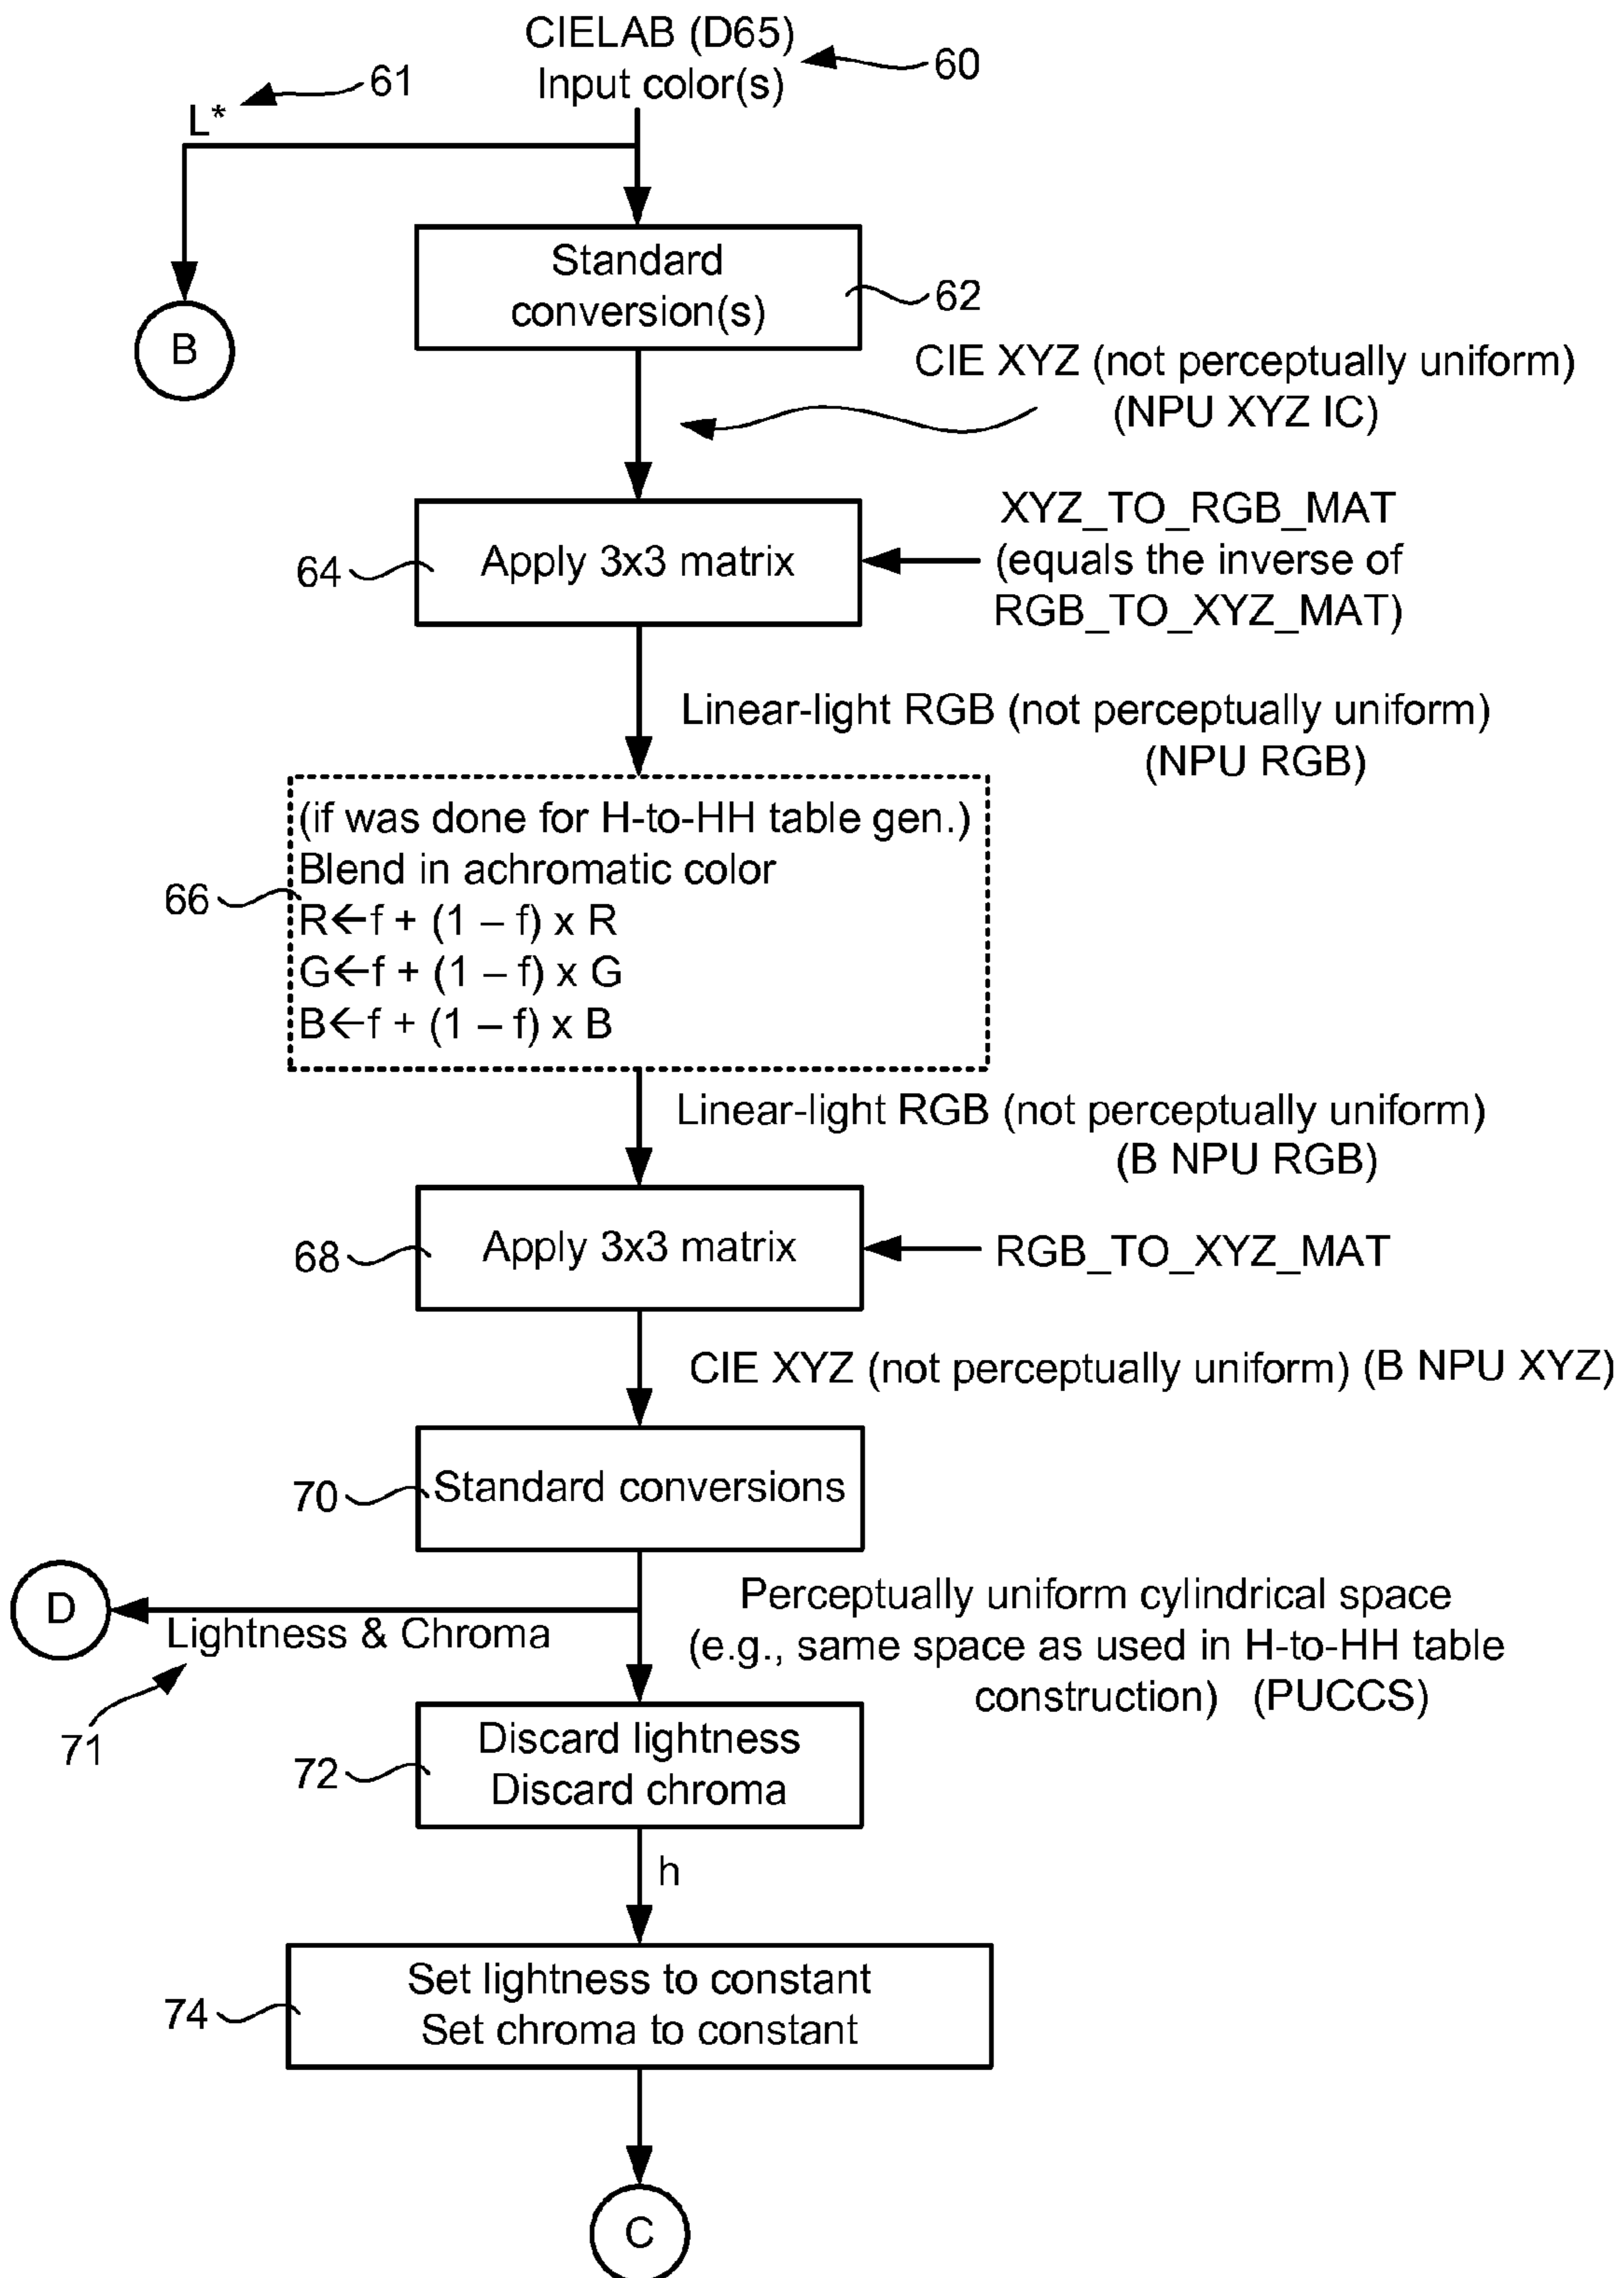 CIELAB (D65)
Input color(s)
60
61
L*
B
Standard
conversion(s)
62
CIE XYZ (not perceptually uniform)
(NPU XYZ IC)
64
Apply 3x3 matrix
XYZ_TO_RGB_MAT
(equals the inverse of
RGB_TO_XYZ_MAT)
Linear-light RGB (not perceptually uniform)
(NPU RGB)
66
(if was done for H-to-HH table gen.)
Blend in achromatic color
R←f + (1 – f) x R
G←f + (1 – f) x G
B←f + (1 – f) x B
Linear-light RGB (not perceptually uniform)
(B NPU RGB)
68
Apply 3x3 matrix
RGB_TO_XYZ_MAT
CIE XYZ (not perceptually uniform) (B NPU XYZ)
70
Standard conversions
D
Lightness & Chroma
71
Perceptually uniform cylindrical space
(e.g., same space as used in H-to-HH table
construction) (PUCCS)
72
Discard lightness
Discard chroma
h
74
Set lightness to constant
Set chroma to constant
C